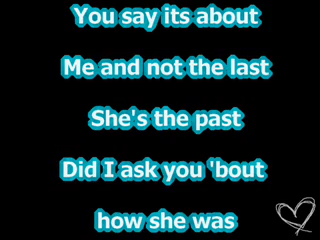 You say its about
Me and not the last
She's the past
Did I ask you 'bout
how she was